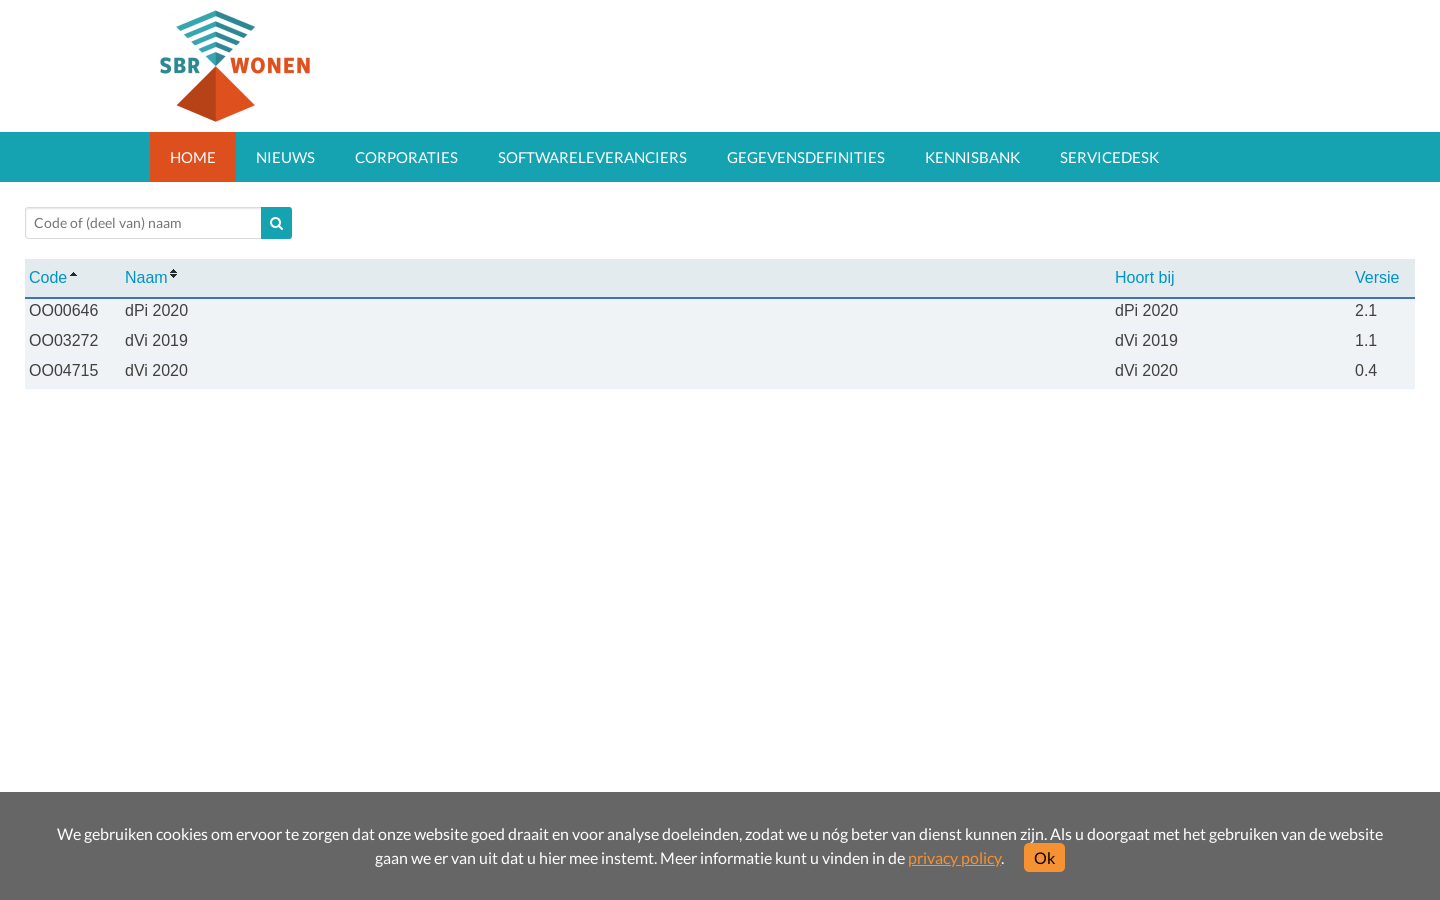 SBR WONEN
HOME NIEUWS CORPORATIES SOFTWARELEVERANCIERS GEGEVENSDEFINITIES KENNISBANK SERVICEDESK
Code of (deel van) naam
Code Naam Hoort bij Versie
OO00646 dPi 2020 dPi 2020 2.1
OO03272 dVi 2019 dVi 2019 1.1
OO04715 dVi 2020 dVi 2020 0.4
We gebruiken cookies om ervoor te zorgen dat onze website goed draait en voor analyse doeleinden, zodat we u nóg beter van dienst kunnen zijn. Als u doorgaat met het gebruiken van de website
gaan we er van uit dat u hier mee instemt. Meer informatie kunt u vinden in de privacy policy. Ok